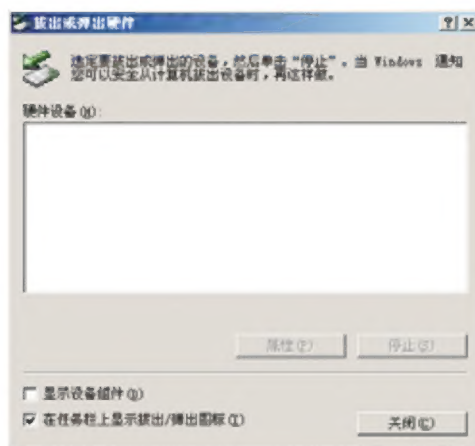 拔出或弹出硬件
选定要拔出或弹出的设备，然后单击“停止”。当 Windows 通知
您可以安全从计算机拔出设备时，再这样做。
硬件设备(H):
属性(P)
停止(S)
显示设备组件(D)
在任务栏上显示拔出/弹出图标(T)
关闭(C)